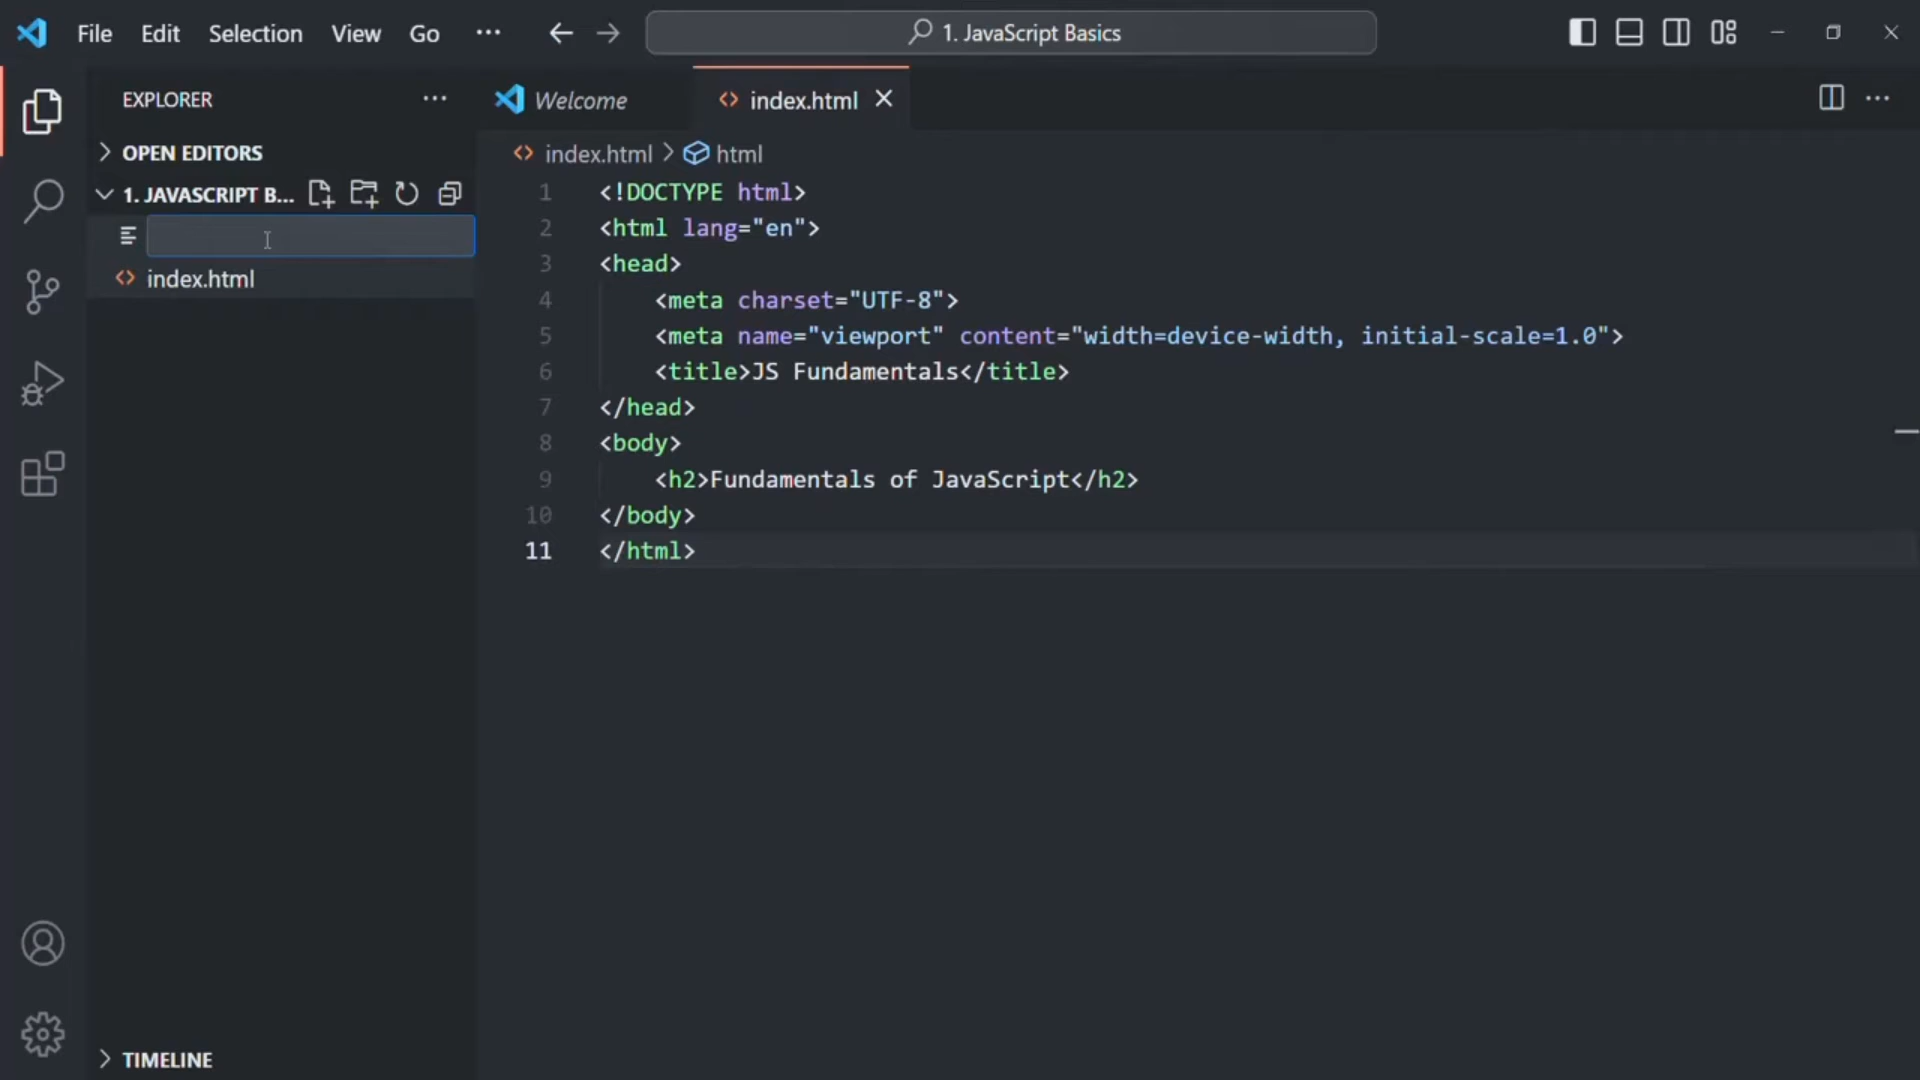 File Edit Selection View Go ··· 1. JavaScript Basics
EXPLORER ···
OPEN EDITORS
1. JAVASCRIPT B...
index.html
TIMELINE
Welcome index.html
index.html > html
1 <!DOCTYPE html>
2 <html lang="en">
3 <head>
4 <meta charset="UTF-8">
5 <meta name="viewport" content="width=device-width, initial-scale=1.0">
6 <title>JS Fundamentals</title>
7 </head>
8 <body>
9 <h2>Fundamentals of JavaScript</h2>
10 </body>
11 </html>